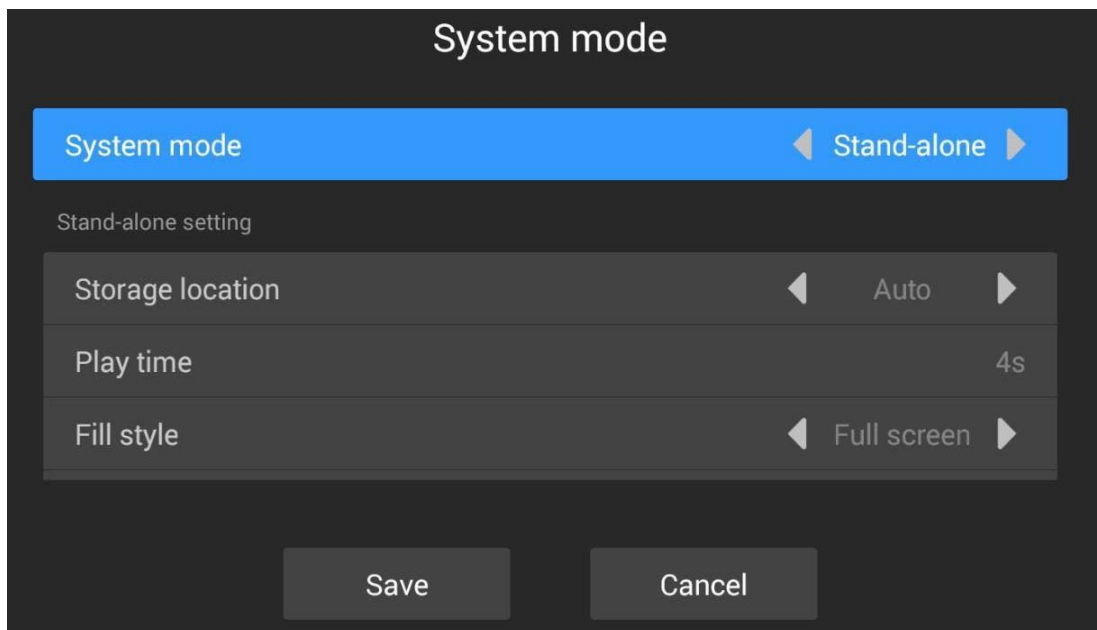 System mode
System mode Stand-alone
Stand-alone setting
Storage location Auto
Play time 4s
Fill style Full screen
Save Cancel